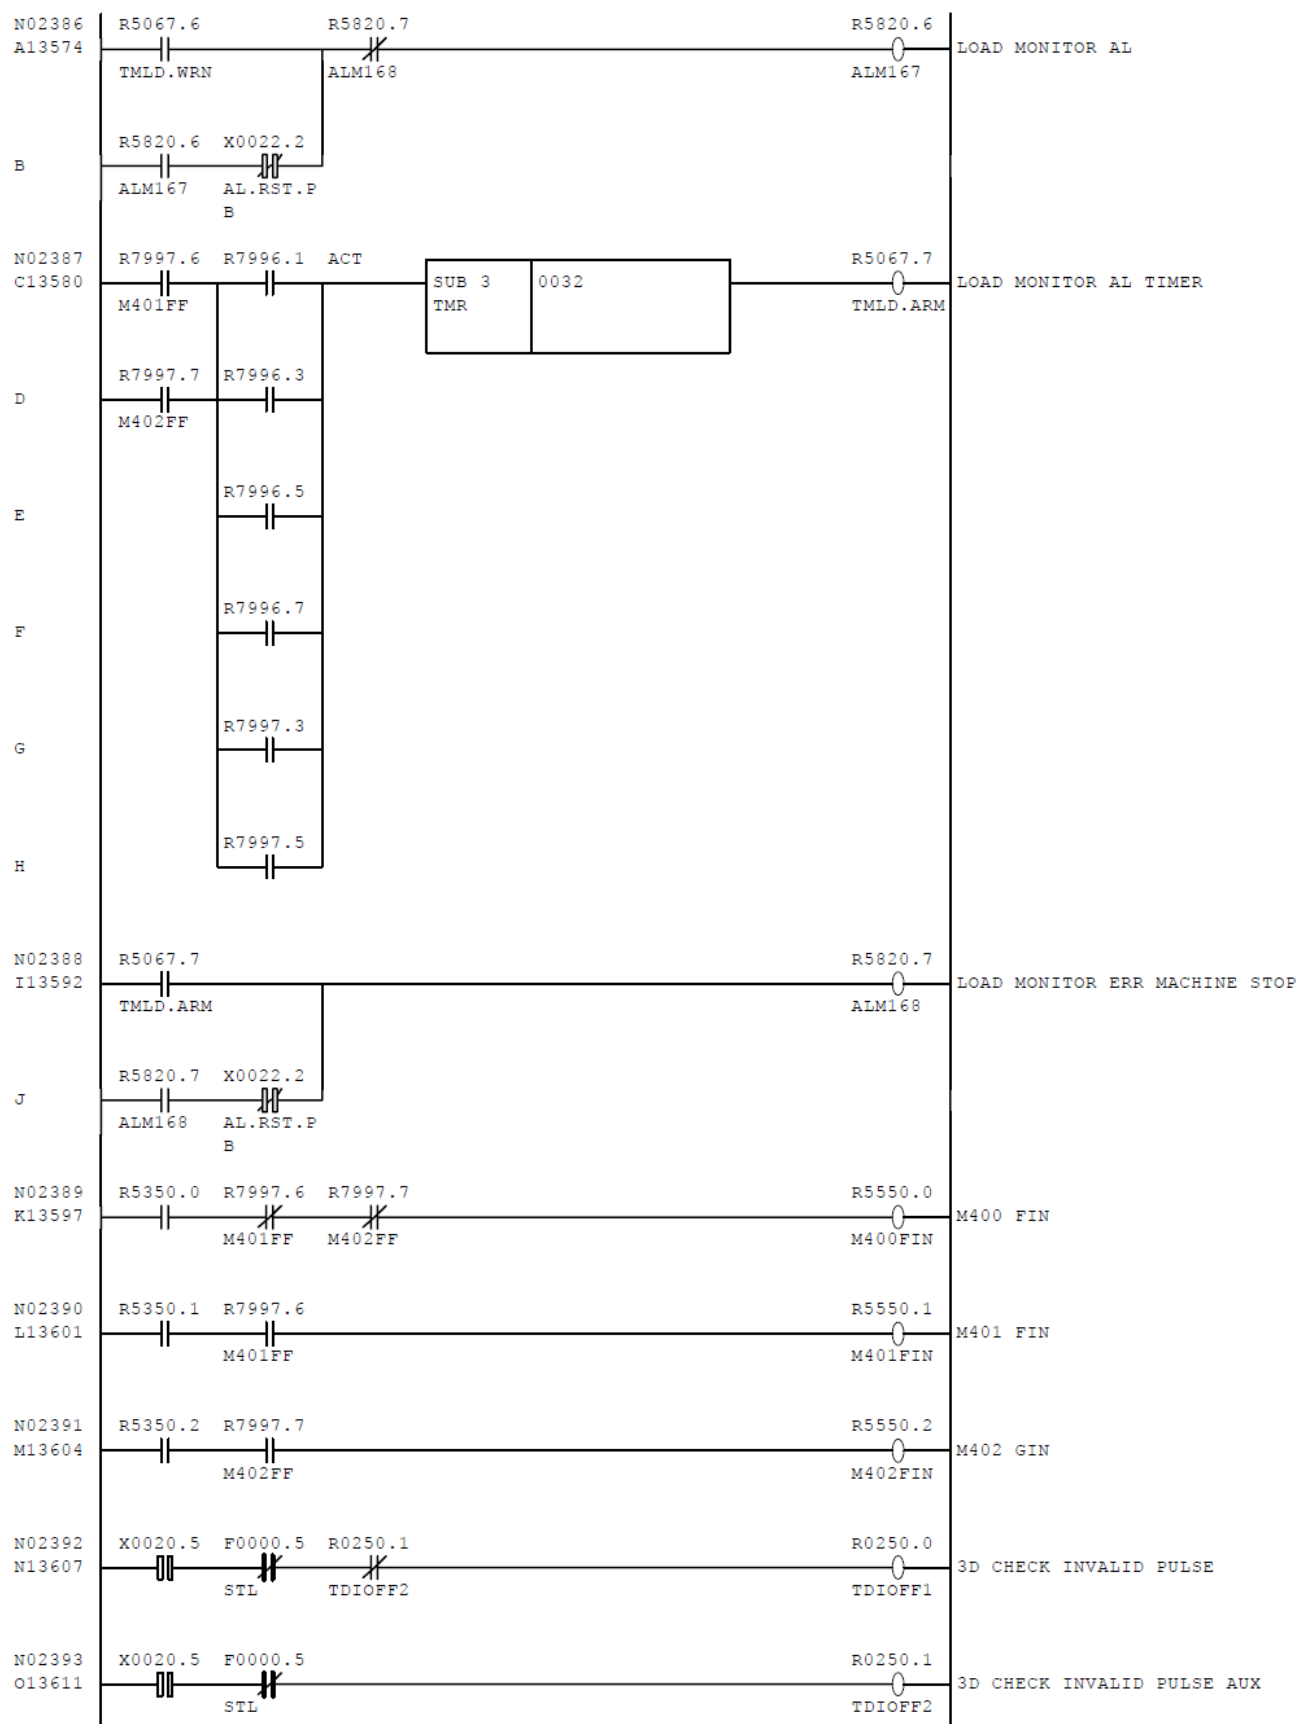 N02386 R5067.6 R5820.7 R5820.6
A13574 LOAD MONITOR AL
TMLD.WRN ALM168 ALM167
R5820.6 X0022.2
B
ALM167 AL.RST.P
B
N02387 R7997.6 R7996.1 ACT R5067.7
C13580 SUB 3 0032 LOAD MONITOR AL TIMER
M401FF TMR TMLD.ARM
R7997.7 R7996.3
D
M402FF
R7996.5
E
R7996.7
F
R7997.3
G
R7997.5
H
N02388 R5067.7 R5820.7
I13592 LOAD MONITOR ERR MACHINE STOP
TMLD.ARM ALM168
R5820.7 X0022.2
J
ALM168 AL.RST.P
B
N02389 R5350.0 R7997.6 R7997.7 R5550.0
K13597 M400 FIN
M401FF M402FF M400FIN
N02390 R5350.1 R7997.6 R5550.1
L13601 M401 FIN
M401FF M401FIN
N02391 R5350.2 R7997.7 R5550.2
M13604 M402 GIN
M402FF M402FIN
N02392 X0020.5 F0000.5 R0250.1 R0250.0
N13607 3D CHECK INVALID PULSE
STL TDIOFF2 TDIOFF1
N02393 X0020.5 F0000.5 R0250.1
O13611 3D CHECK INVALID PULSE AUX
STL TDIOFF2